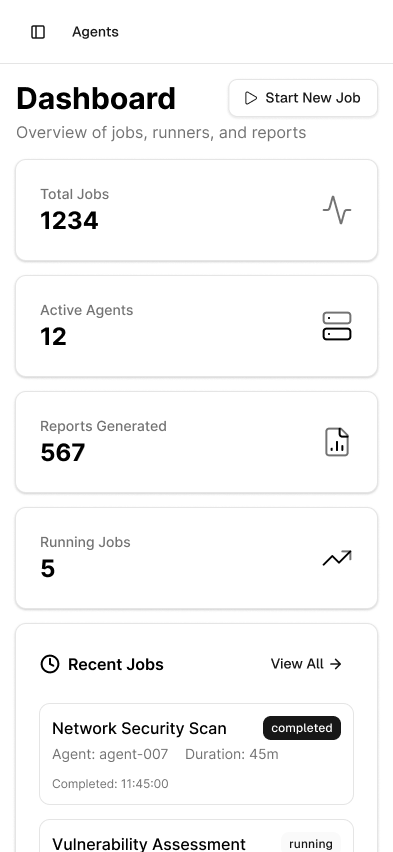 Agents
Dashboard
Start New Job
Overview of jobs, runners, and reports
Total Jobs
1234
Active Agents
12
Reports Generated
567
Running Jobs
5
Recent Jobs
View All
Network Security Scan
completed
Agent: agent-007 Duration: 45m
Completed: 11:45:00
Vulnerability Assessment
running